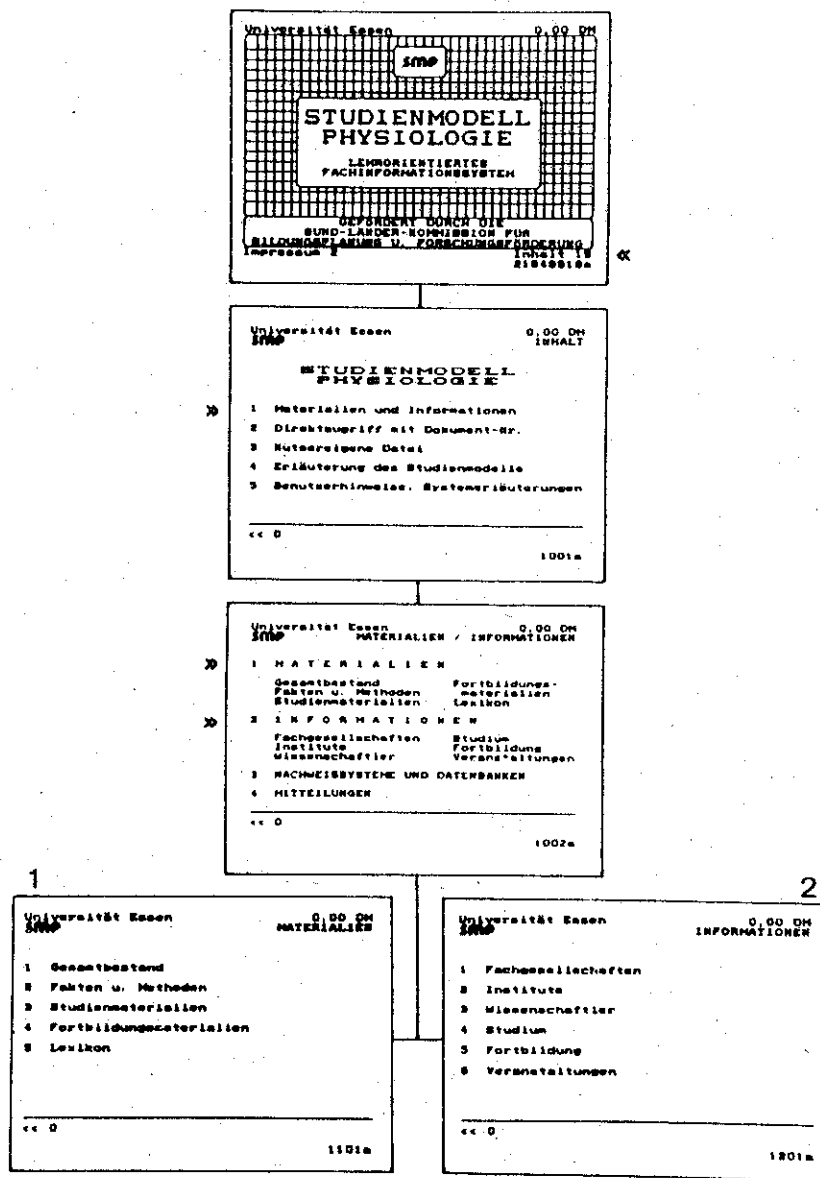 Universität Essen 0,00 DM
smp
STUDIENMODELL
PHYSIOLOGIE
LEHRORIENTIERTES
FACHINFORMATIONSSYSTEM
GEFÖRDERT DURCH DIE
BUND-LÄNDER-KOMMISSION FÜR
BILDUNGSPLANUNG U. FORSCHUNGSFÖRDERUNG
Impressum 2 Inhalt 1
«
Universität Essen 0,00 DM
smp INHALT
STUDIENMODELL
PHYSIOLOGIE
» 1 Materialien und Informationen
2 Direktzugriff mit Dokument-Nr.
3 Nutzereigene Datei
4 Erläuterung des Studienmodells
5 Benutzerhinweise, Systemerläuterungen
<< 0
1001a
Universität Essen 0,00 DM
smp MATERIALIEN / INFORMATIONEN
» 1 M A T E R I A L I E N
Gesamtbestand Fortbildungs-
Fakten u. Methoden materialien
Studienmaterialien Lexikon
» 2 I N F O R M A T I O N E N
Fachgesellschaften Studium
Institute Fortbildung
Wissenschaftler Veranstaltungen
3 NACHWEISSYSTEME UND DATENBANKEN
4 MITTEILUNGEN
<< 0
1002a
1
Universität Essen 0,00 DM
smp MATERIALIEN
1 Gesamtbestand
2 Fakten u. Methoden
3 Studienmaterialien
4 Fortbildungsmaterialien
5 Lexikon
<< 0
1101a
2
Universität Essen 0,00 DM
smp INFORMATIONEN
1 Fachgesellschaften
2 Institute
3 Wissenschaftler
4 Studium
5 Fortbildung
6 Veranstaltungen
<< 0
1201a